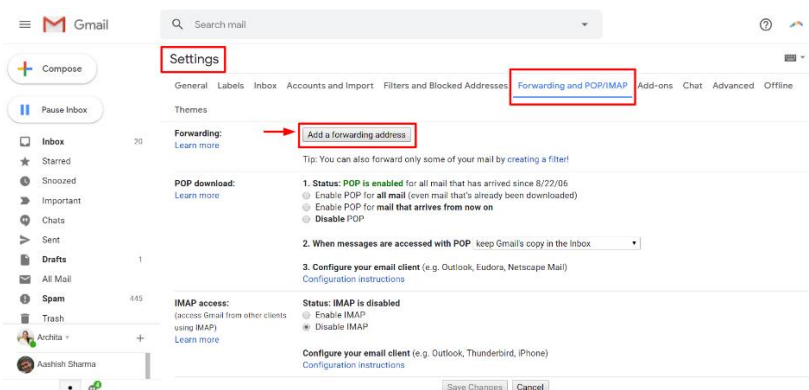 Gmail
Search mail
Compose
Pause Inbox
Inbox 20
Starred
Snoozed
Important
Chats
Sent
Drafts 1
All Mail
Spam 445
Trash
Archita
Aashish Sharma
Settings
General Labels Inbox Accounts and Import Filters and Blocked Addresses Forwarding and POP/IMAP Add-ons Chat Advanced Offline
Themes
Forwarding:
Learn more
Add a forwarding address
Tip: You can also forward only some of your mail by creating a filter!
POP download:
Learn more
1. Status: POP is enabled for all mail that has arrived since 8/22/06
Enable POP for all mail (even mail that's already been downloaded)
Enable POP for mail that arrives from now on
Disable POP
2. When messages are accessed with POP keep Gmail's copy in the Inbox
3. Configure your email client (e.g. Outlook, Eudora, Netscape Mail)
Configuration instructions
IMAP access:
(access Gmail from other clients
using IMAP)
Learn more
Status: IMAP is disabled
Enable IMAP
Disable IMAP
Configure your email client (e.g. Outlook, Thunderbird, iPhone)
Configuration instructions
Save Changes Cancel